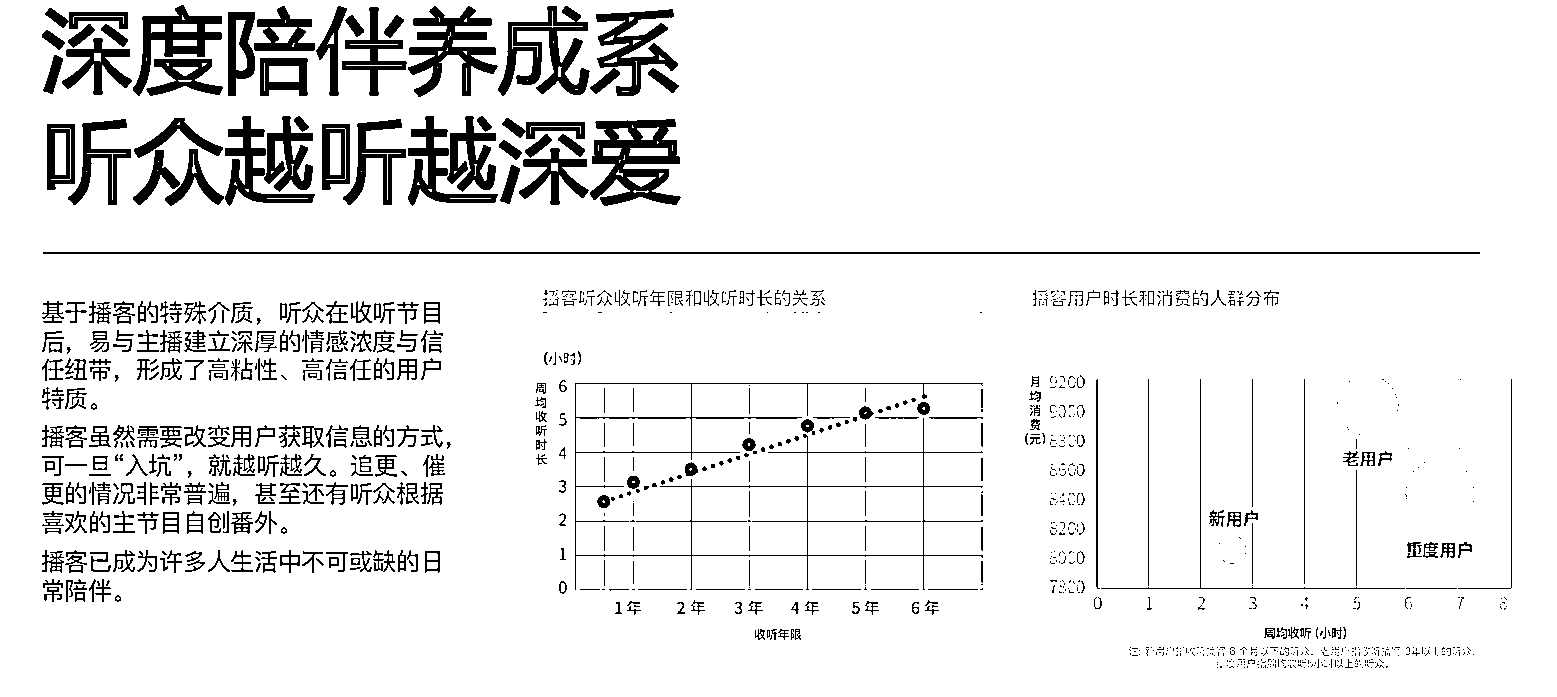 深度陪伴养成系
听众越听越深爱
基于播客的特殊介质，听众在收听节目
后，易与主播建立深厚的情感浓度与信
任纽带，形成了高粘性、高信任的用户
特质。
播客虽然需要改变用户获取信息的方式，
可一旦“入坑”，就越听越久。追更、催
更的情况非常普遍，甚至还有听众根据
喜欢的主节目自创番外。
播客已成为许多人生活中不可或缺的日
常陪伴。
播客听众收听年限和收听时长的关系
(小时)
周均收听时长
6
5
4
3
2
1
0
1年
2年
3年
4年
5年
6年
收听年限
播客用户时长和消费的人群分布
月均消费(元)
9200
9000
8800
8600
8400
8200
8000
7800
老用户
新用户
重度用户
0 1 2 3 4 5 6 7 8
周均收听 (小时)